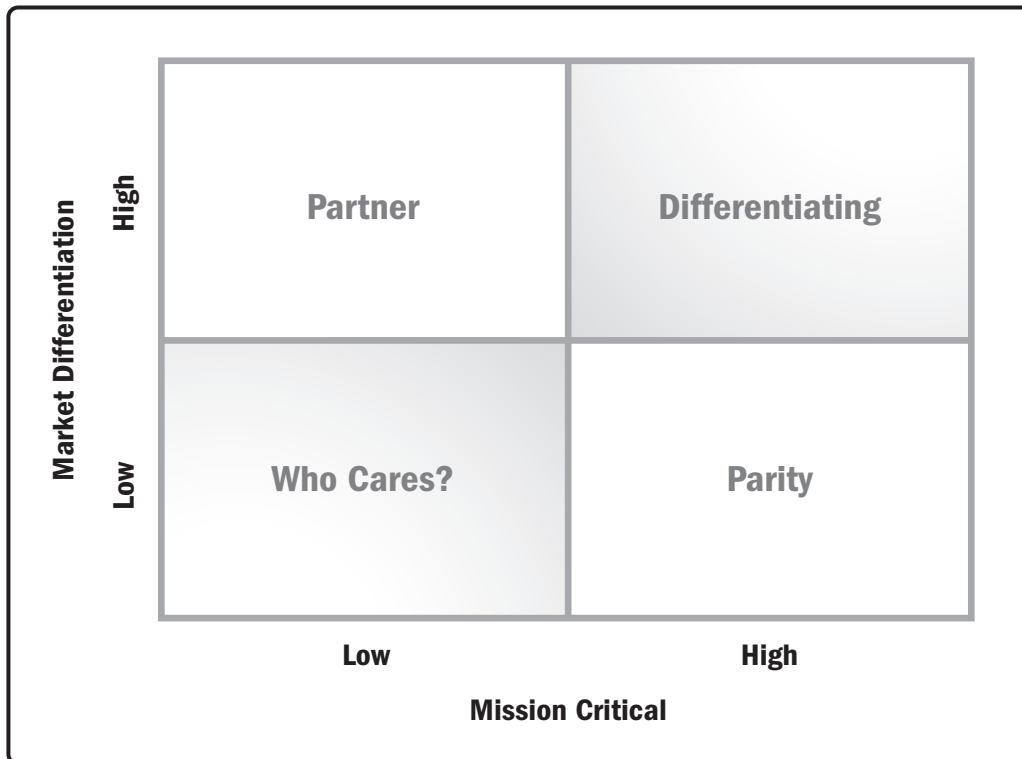 Market Differentiation
High
Low
Partner
Differentiating
Who Cares?
Parity
Low
High
Mission Critical